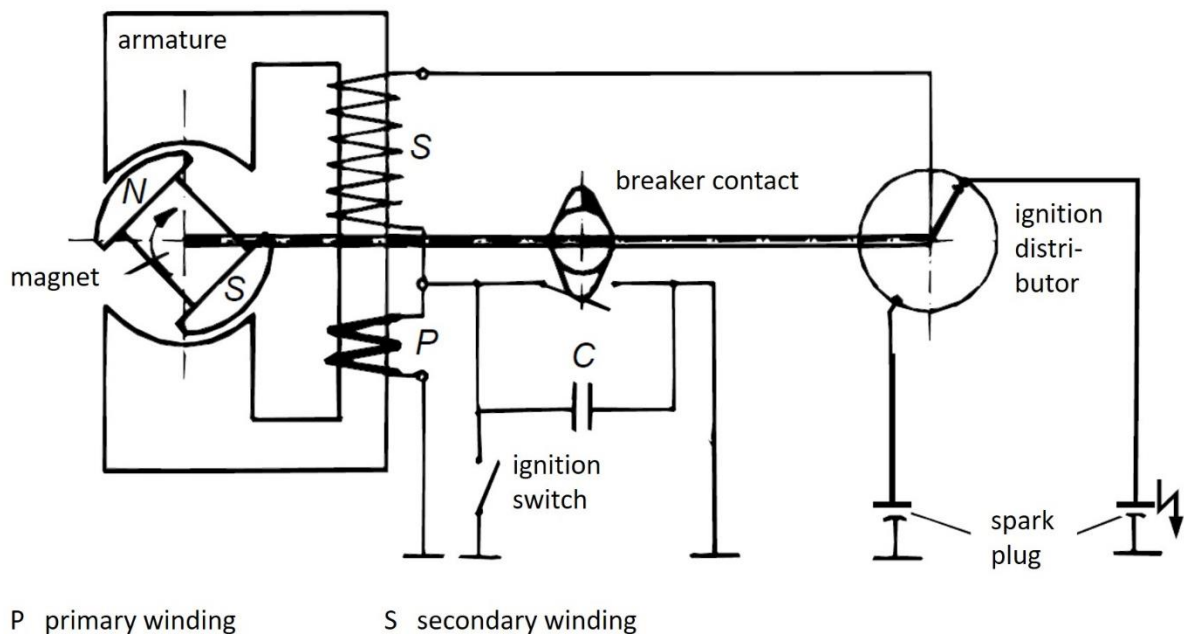 armature
S
N
breaker contact
ignition
distri-
butor
magnet
S
P
C
ignition
switch
spark
plug
P primary winding
S secondary winding